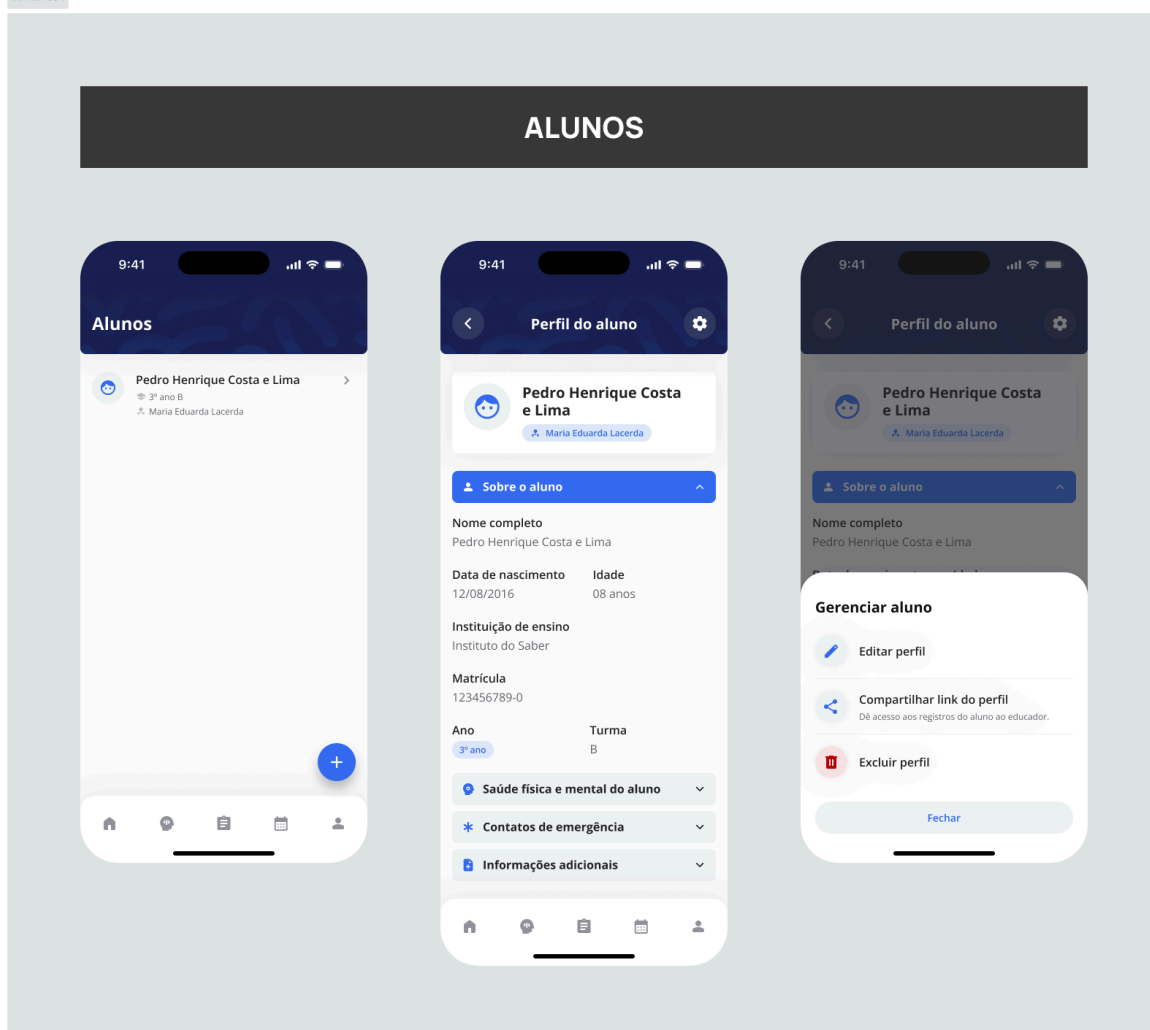 ALUNOS
9:41
Alunos
Pedro Henrique Costa e Lima
3º ano B
Maria Eduarda Lacerda
9:41
Perfil do aluno
Pedro Henrique Costa
e Lima
Maria Eduarda Lacerda
Sobre o aluno
Nome completo
Pedro Henrique Costa e Lima
Data de nascimento Idade
12/08/2016 08 anos
Instituição de ensino
Instituto do Saber
Matrícula
123456789-0
Ano Turma
3º ano B
Saúde física e mental do aluno
Contatos de emergência
Informações adicionais
9:41
Perfil do aluno
Pedro Henrique Costa
e Lima
Maria Eduarda Lacerda
Sobre o aluno
Nome completo
Pedro Henrique Costa e Lima
Gerenciar aluno
Editar perfil
Compartilhar link do perfil
Dê acesso aos registros do aluno ao educador.
Excluir perfil
Fechar